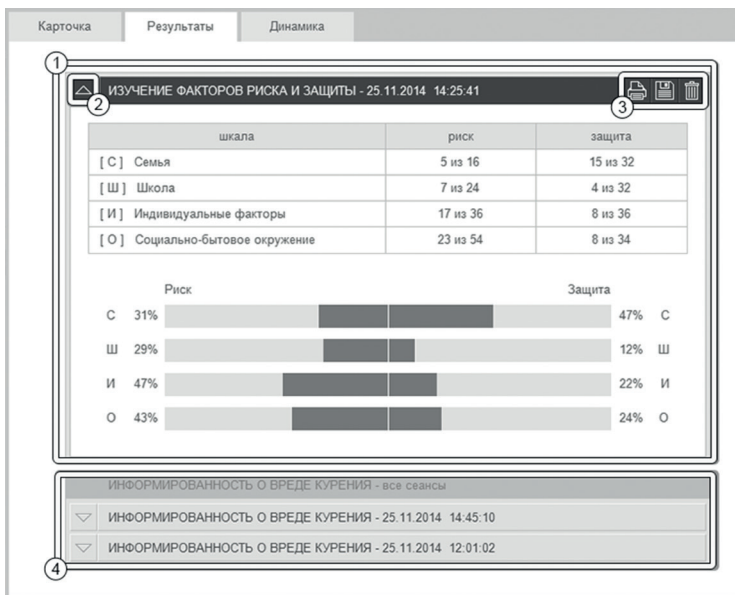 Карточка Результаты Динамика
1
ИЗУЧЕНИЕ ФАКТОРОВ РИСКА И ЗАЩИТЫ - 25.11.2014 14:25:41
2 3
шкала риск защита
[ С ] Семья 5 из 16 15 из 32
[ Ш ] Школа 7 из 24 4 из 32
[ И ] Индивидуальные факторы 17 из 36 8 из 36
[ О ] Социально-бытовое окружение 23 из 54 8 из 34
Риск Защита
С 31% 47% С
Ш 29% 12% Ш
И 47% 22% И
О 43% 24% О
ИНФОРМИРОВАННОСТЬ О ВРЕДЕ КУРЕНИЯ - все сеансы
ИНФОРМИРОВАННОСТЬ О ВРЕДЕ КУРЕНИЯ - 25.11.2014 14:45:10
ИНФОРМИРОВАННОСТЬ О ВРЕДЕ КУРЕНИЯ - 25.11.2014 12:01:02
4